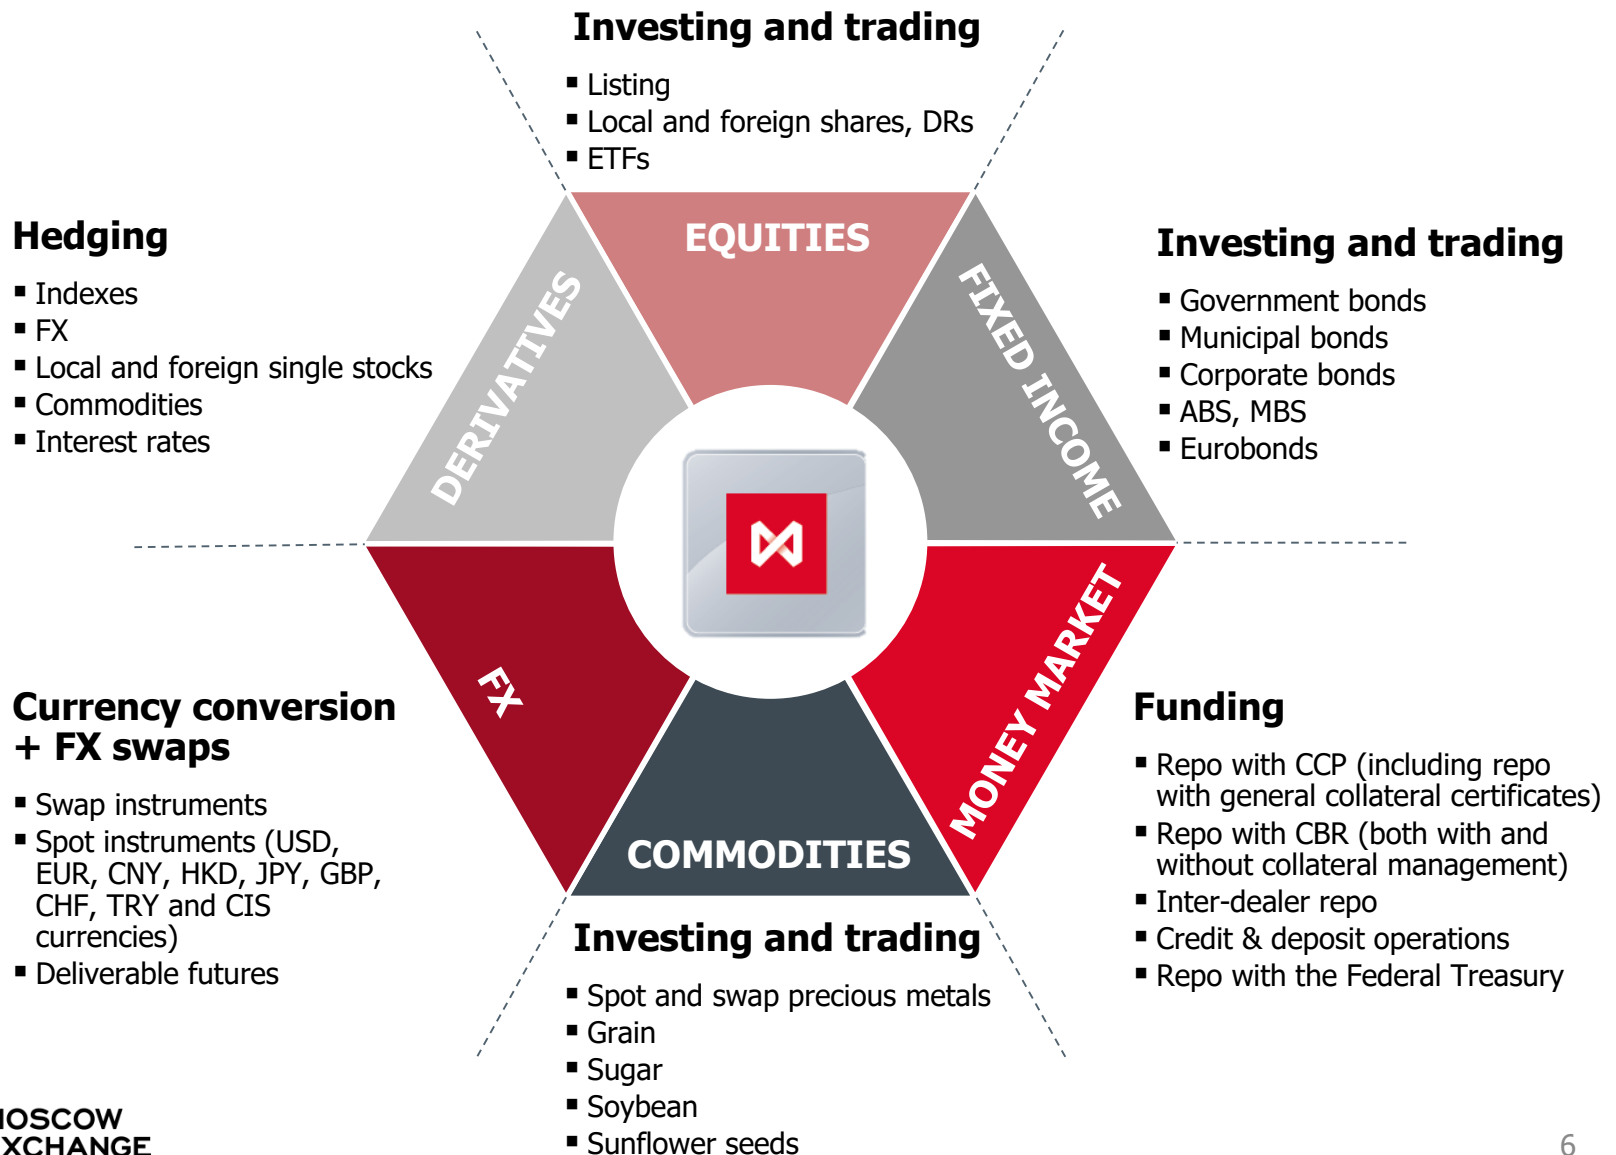 Investing and trading
▪ Listing
▪ Local and foreign shares, DRs
▪ ETFs
EQUITIES
Hedging
▪ Indexes
▪ FX
▪ Local and foreign single stocks
▪ Commodities
▪ Interest rates
DERIVATIVES
FIXED INCOME
Investing and trading
▪ Government bonds
▪ Municipal bonds
▪ Corporate bonds
▪ ABS, MBS
▪ Eurobonds
FX
MONEY MARKET
COMMODITIES
Currency conversion
+ FX swaps
▪ Swap instruments
▪ Spot instruments (USD,
EUR, CNY, HKD, JPY, GBP,
CHF, TRY and CIS
currencies)
▪ Deliverable futures
Funding
▪ Repo with CCP (including repo
with general collateral certificates)
▪ Repo with CBR (both with and
without collateral management)
▪ Inter-dealer repo
▪ Credit & deposit operations
▪ Repo with the Federal Treasury
Investing and trading
▪ Spot and swap precious metals
▪ Grain
▪ Sugar
▪ Soybean
▪ Sunflower seeds
MOSCOW
EXCHANGE
6